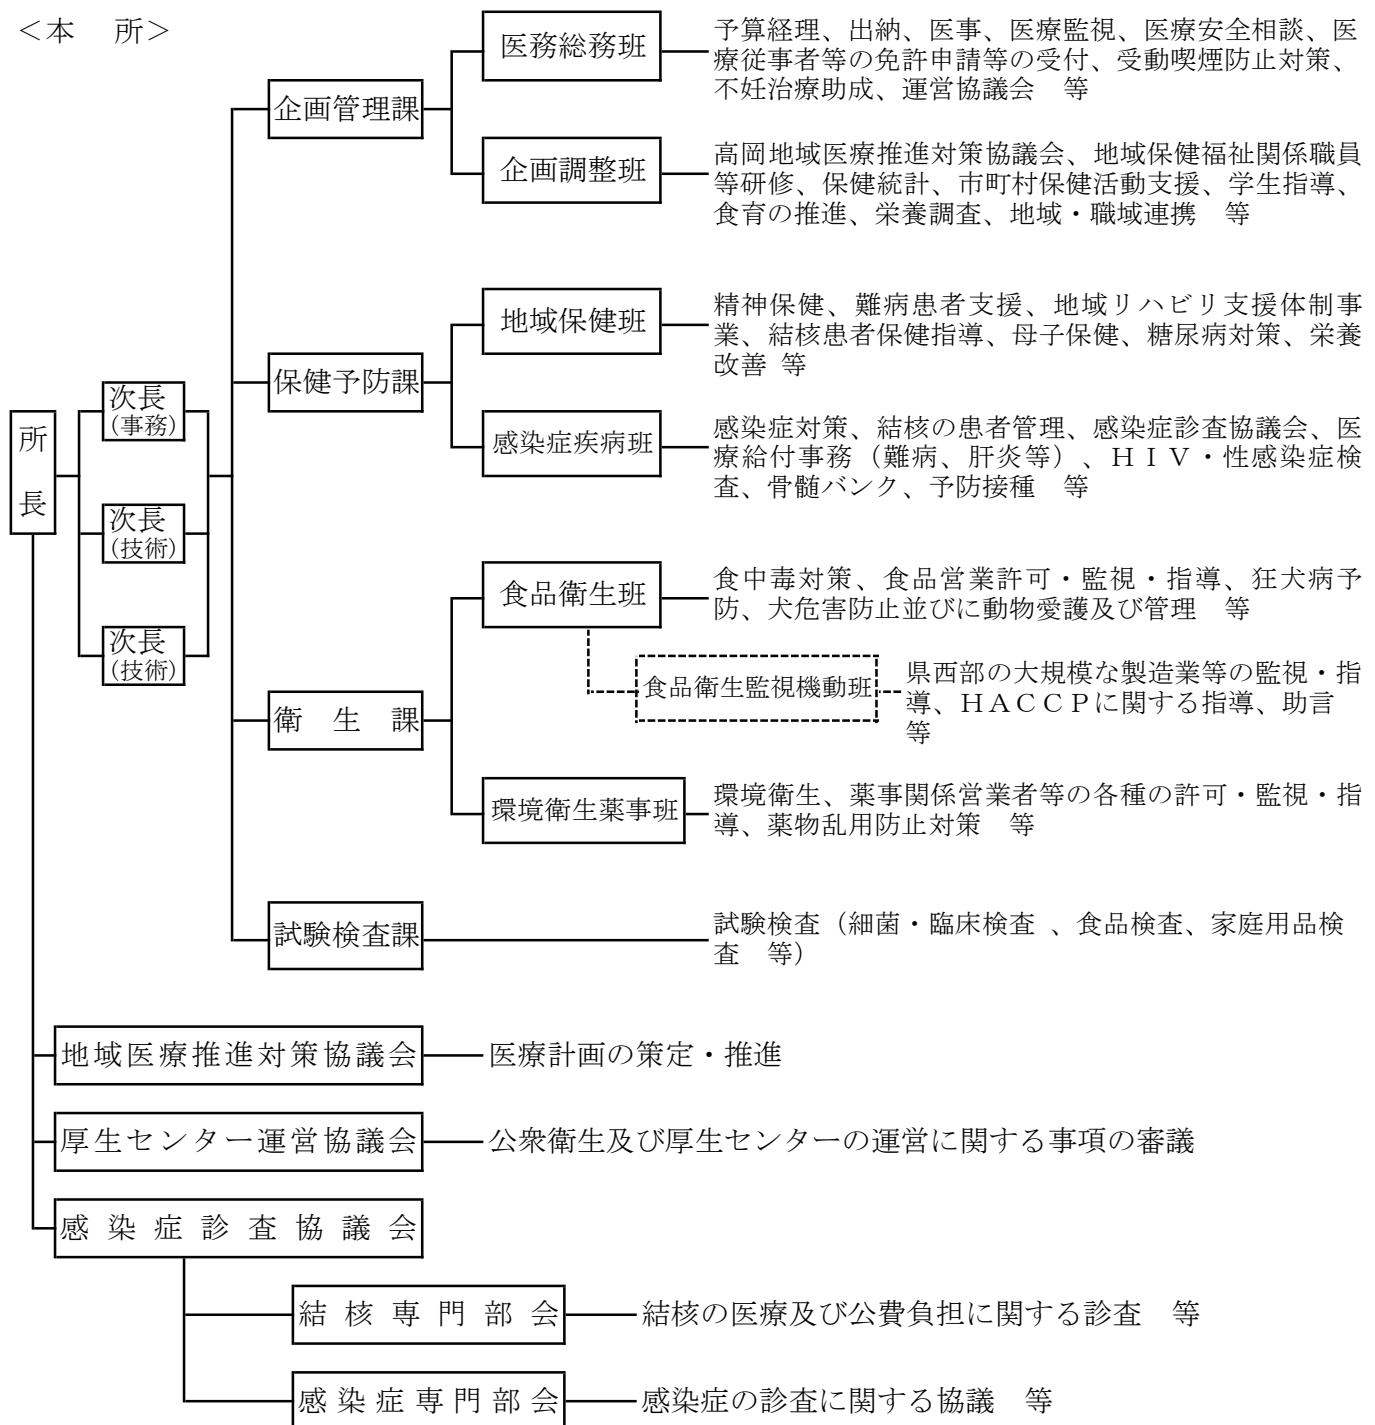 ＜本　所＞
医務総務班
予算経理、出納、医事、医療監視、医療安全相談、医
療従事者等の免許申請等の受付、受動喫煙防止対策、
不妊治療助成、運営協議会　等
企画管理課
企画調整班
高岡地域医療推進対策協議会、地域保健福祉関係職員
等研修、保健統計、市町村保健活動支援、学生指導、
食育の推進、栄養調査、地域・職域連携　等
地域保健班
精神保健、難病患者支援、地域リハビリ支援体制事
業、結核患者保健指導、母子保健、糖尿病対策、栄養
改善 等
保健予防課
感染症疾病班
感染症対策、結核の患者管理、感染症診査協議会、医
療給付事務（難病、肝炎等）、ＨＩＶ・性感染症検
査、骨髄バンク、予防接種　等
所
長
次長
(事務)
次長
(技術)
次長
(技術)
食品衛生班
食中毒対策、食品営業許可・監視・指導、狂犬病予
防、犬危害防止並びに動物愛護及び管理　等
食品衛生監視機動班
県西部の大規模な製造業等の監視・指
導、ＨＡＣＣＰに関する指導、助言
等
衛　生　課
環境衛生薬事班
環境衛生、薬事関係営業者等の各種の許可・監視・指
導、薬物乱用防止対策　等
試験検査課
試験検査（細菌・臨床検査 、食品検査、家庭用品検
査　等）
地域医療推進対策協議会
医療計画の策定・推進
厚生センター運営協議会
公衆衛生及び厚生センターの運営に関する事項の審議
感染症診査協議会
結核専門部会
結核の医療及び公費負担に関する診査　等
感染症専門部会
感染症の診査に関する協議　等